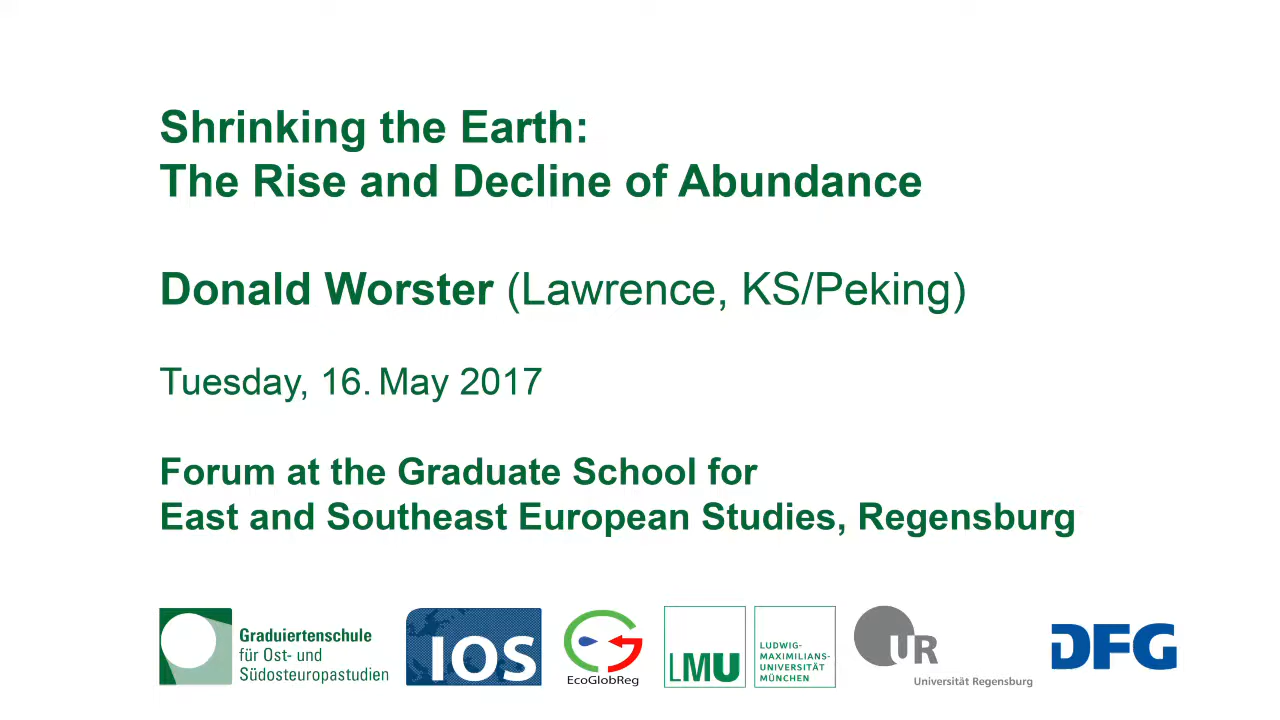 Shrinking the Earth:
The Rise and Decline of Abundance
Donald Worster (Lawrence, KS/Peking)
Tuesday, 16. May 2017
Forum at the Graduate School for
East and Southeast European Studies, Regensburg
Graduiertenschule
für Ost- und
Südosteuropastudien
IOS
EcoGlobReg
LMU
LUDWIG-
MAXIMILIANS-
UNIVERSITÄT
MÜNCHEN
UR
Universität Regensburg
DFG